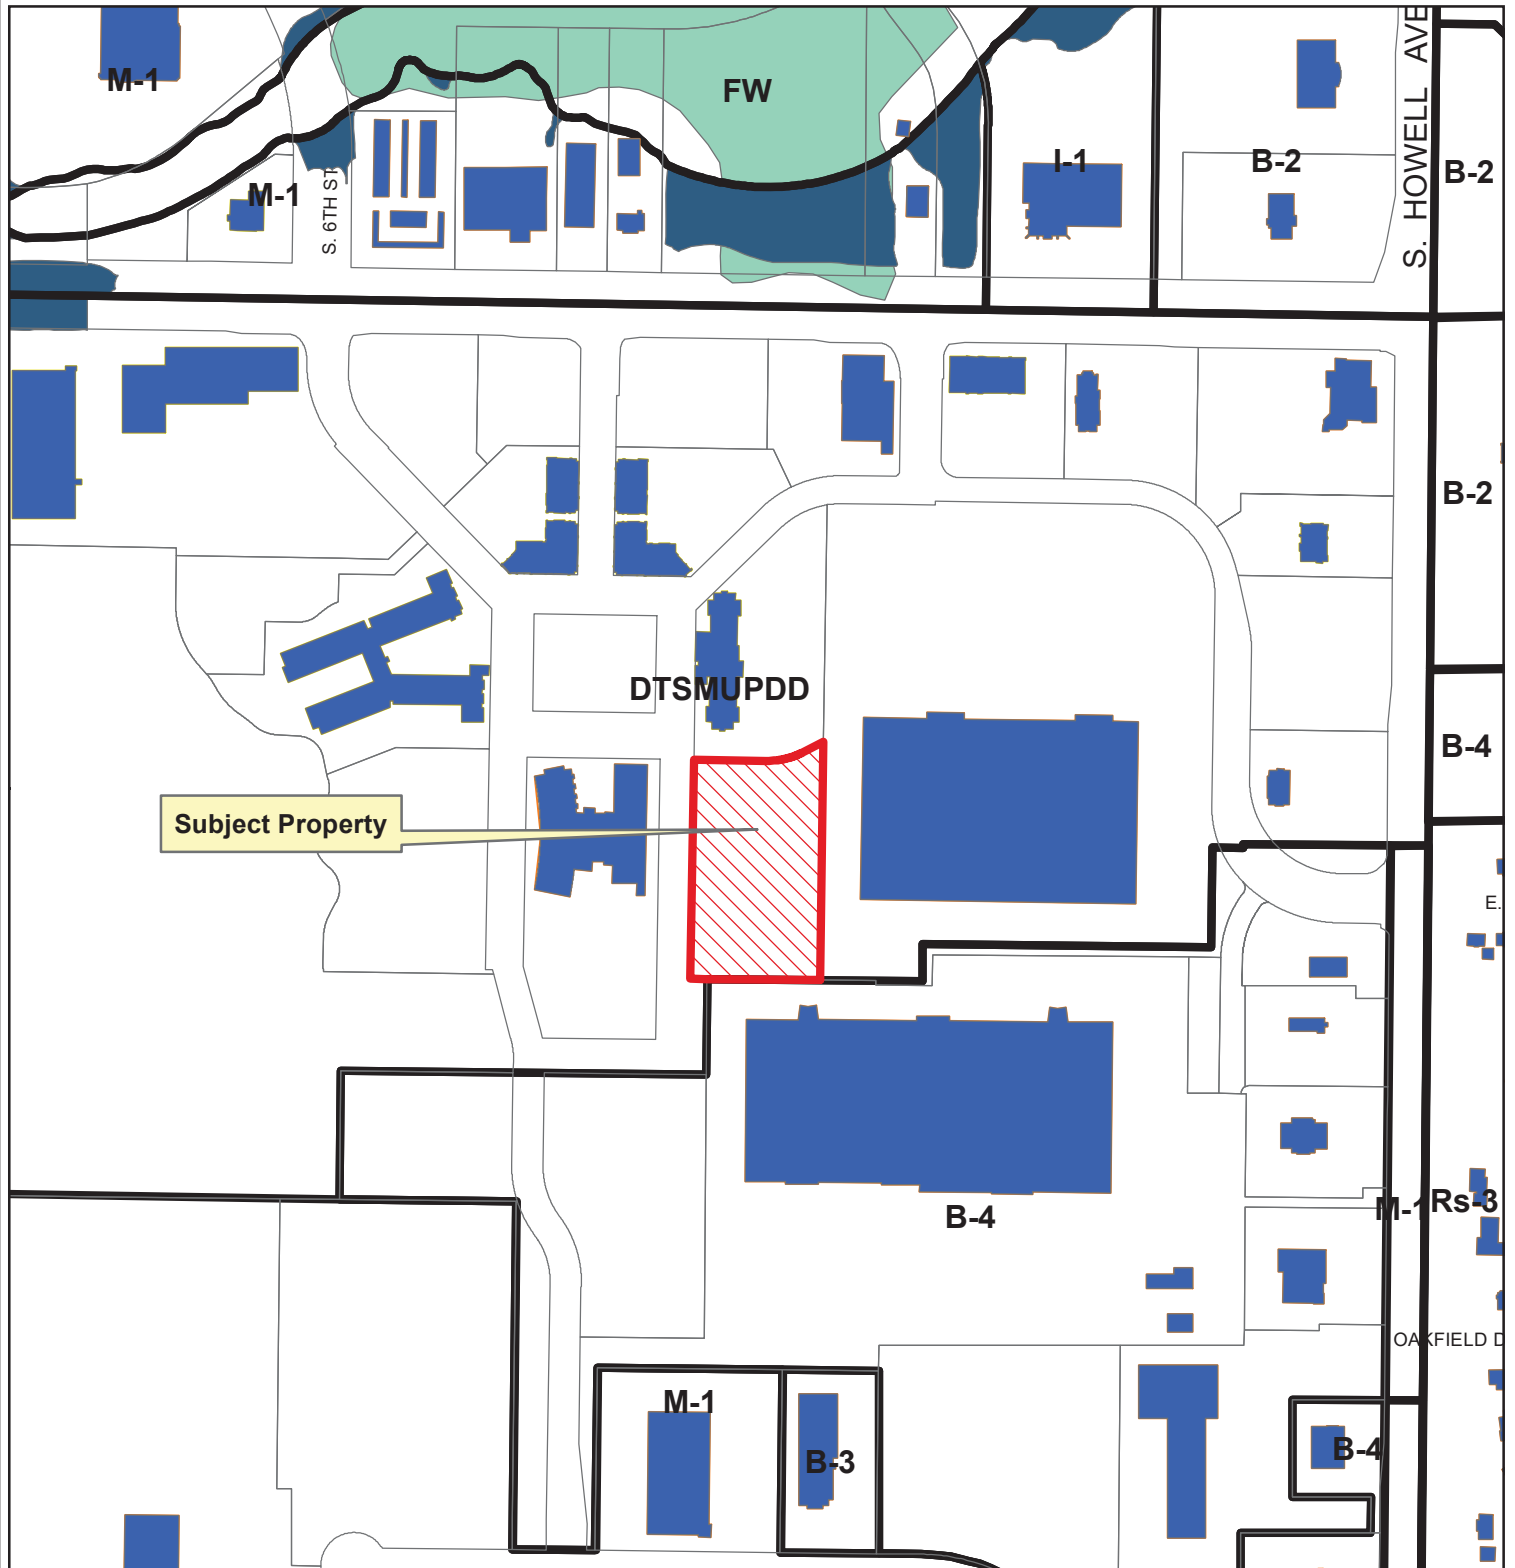 M-1
FW
S. HOWELL AVE
I-1
B-2
B-2
M-1
S. 6TH ST
B-2
DTSMUPDD
B-4
Subject Property
E.
B-4
M-1
Rs-3
OAKFIELD D
M-1
B-3
B-4